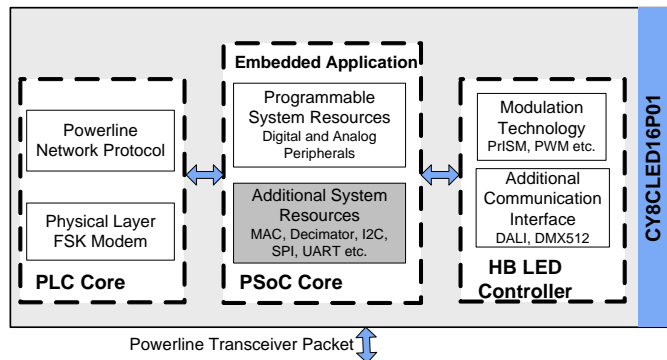 Powerline
Network Protocol
Physical Layer
FSK Modem
PLC Core
Embedded Application
Programmable
System Resources
Digital and Analog
Peripherals
Additional System
Resources
MAC, Decimator, I2C,
SPI, UART etc.
PSoC Core
Modulation
Technology
PrISM, PWM etc.
Additional
Communication
Interface
DALI, DMX512
HB LED
Controller
CY8CLED16P01
Powerline Transceiver Packet